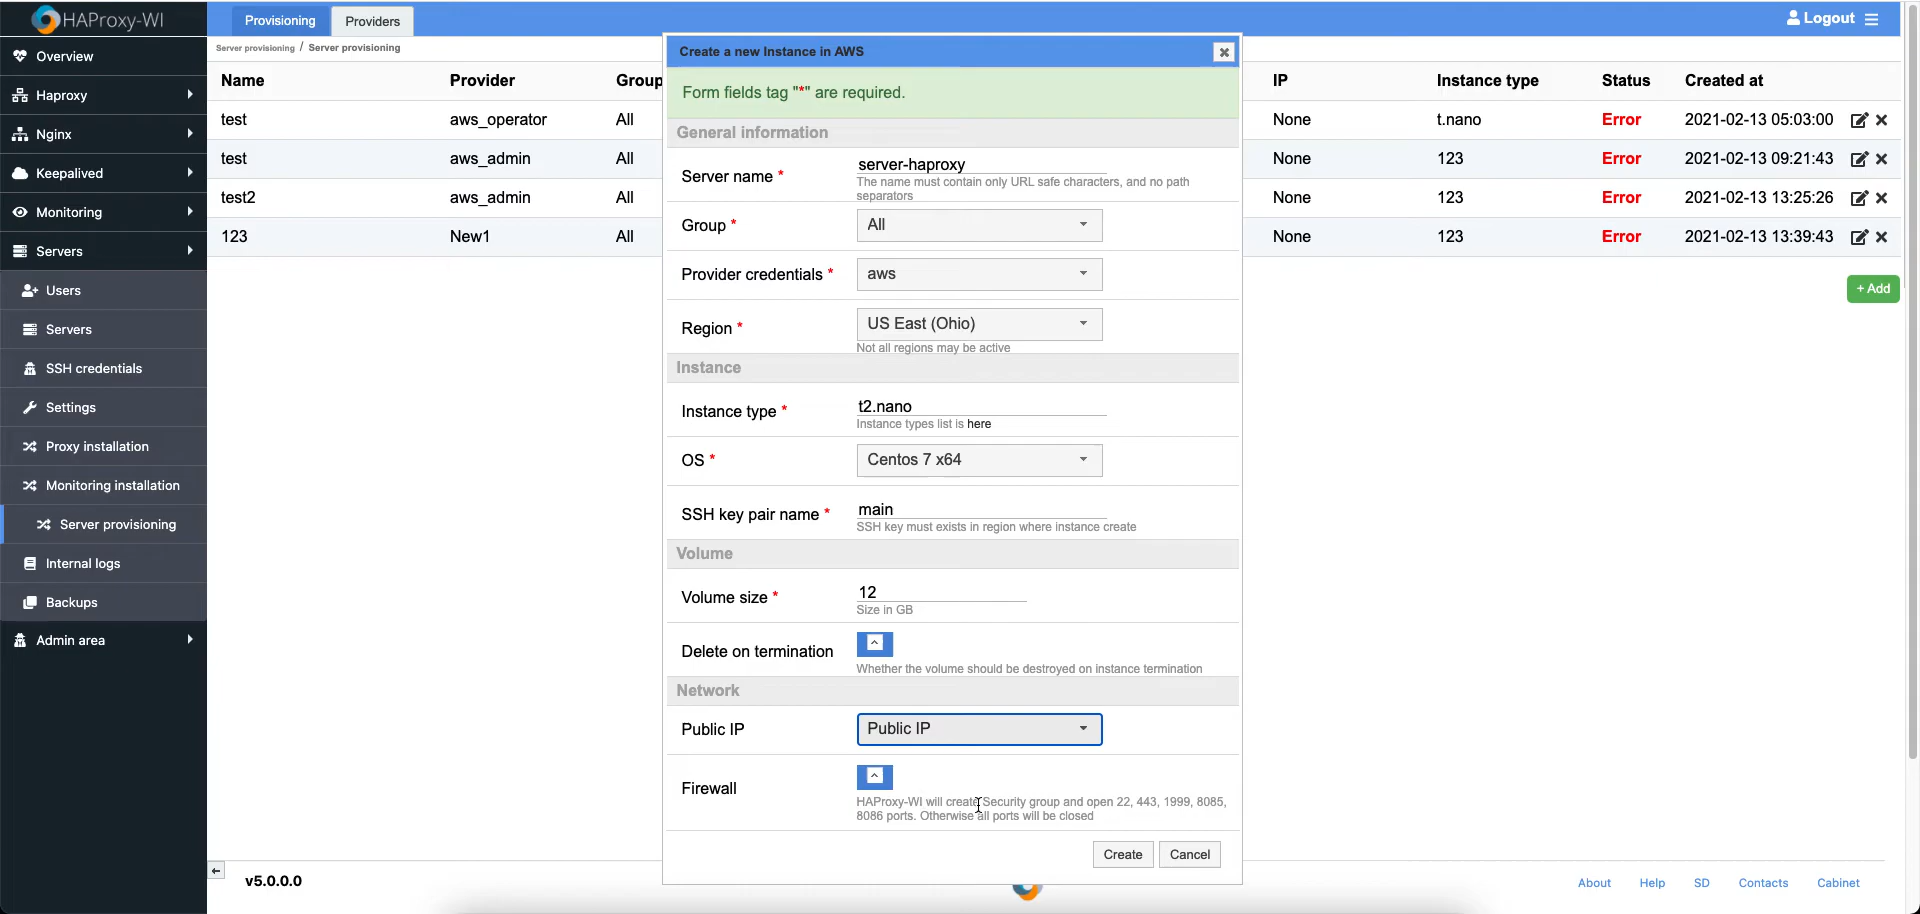 HAProxy-WI
Provisioning
Providers
Logout
Overview
Haproxy
Nginx
Keepalived
Monitoring
Servers
Users
Servers
SSH credentials
Settings
Proxy installation
Monitoring installation
Server provisioning
Internal logs
Backups
Admin area
Server provisioning / Server provisioning
Name Provider Group IP Instance type Status Created at
test aws_operator All None t.nano Error 2021-02-13 05:03:00
test aws_admin All None 123 Error 2021-02-13 09:21:43
test2 aws_admin All None 123 Error 2021-02-13 13:25:26
123 New1 All None 123 Error 2021-02-13 13:39:43
+ Add
Create a new Instance in AWS
Form fields tag "*" are required.
General information
Server name * server-haproxy
The name must contain only URL safe characters, and no path
separators
Group * All
Provider credentials * aws
Region * US East (Ohio)
Not all regions may be active
Instance
Instance type * t2.nano
Instance types list is here
OS * Centos 7 x64
SSH key pair name * main
SSH key must exists in region where instance create
Volume
Volume size * 12
Size in GB
Delete on termination
Whether the volume should be destroyed on instance termination
Network
Public IP Public IP
Firewall
HAProxy-WI will create Security group and open 22, 443, 1999, 8085,
8086 ports. Otherwise all ports will be closed
Create Cancel
v5.0.0.0
About Help SD Contacts Cabinet